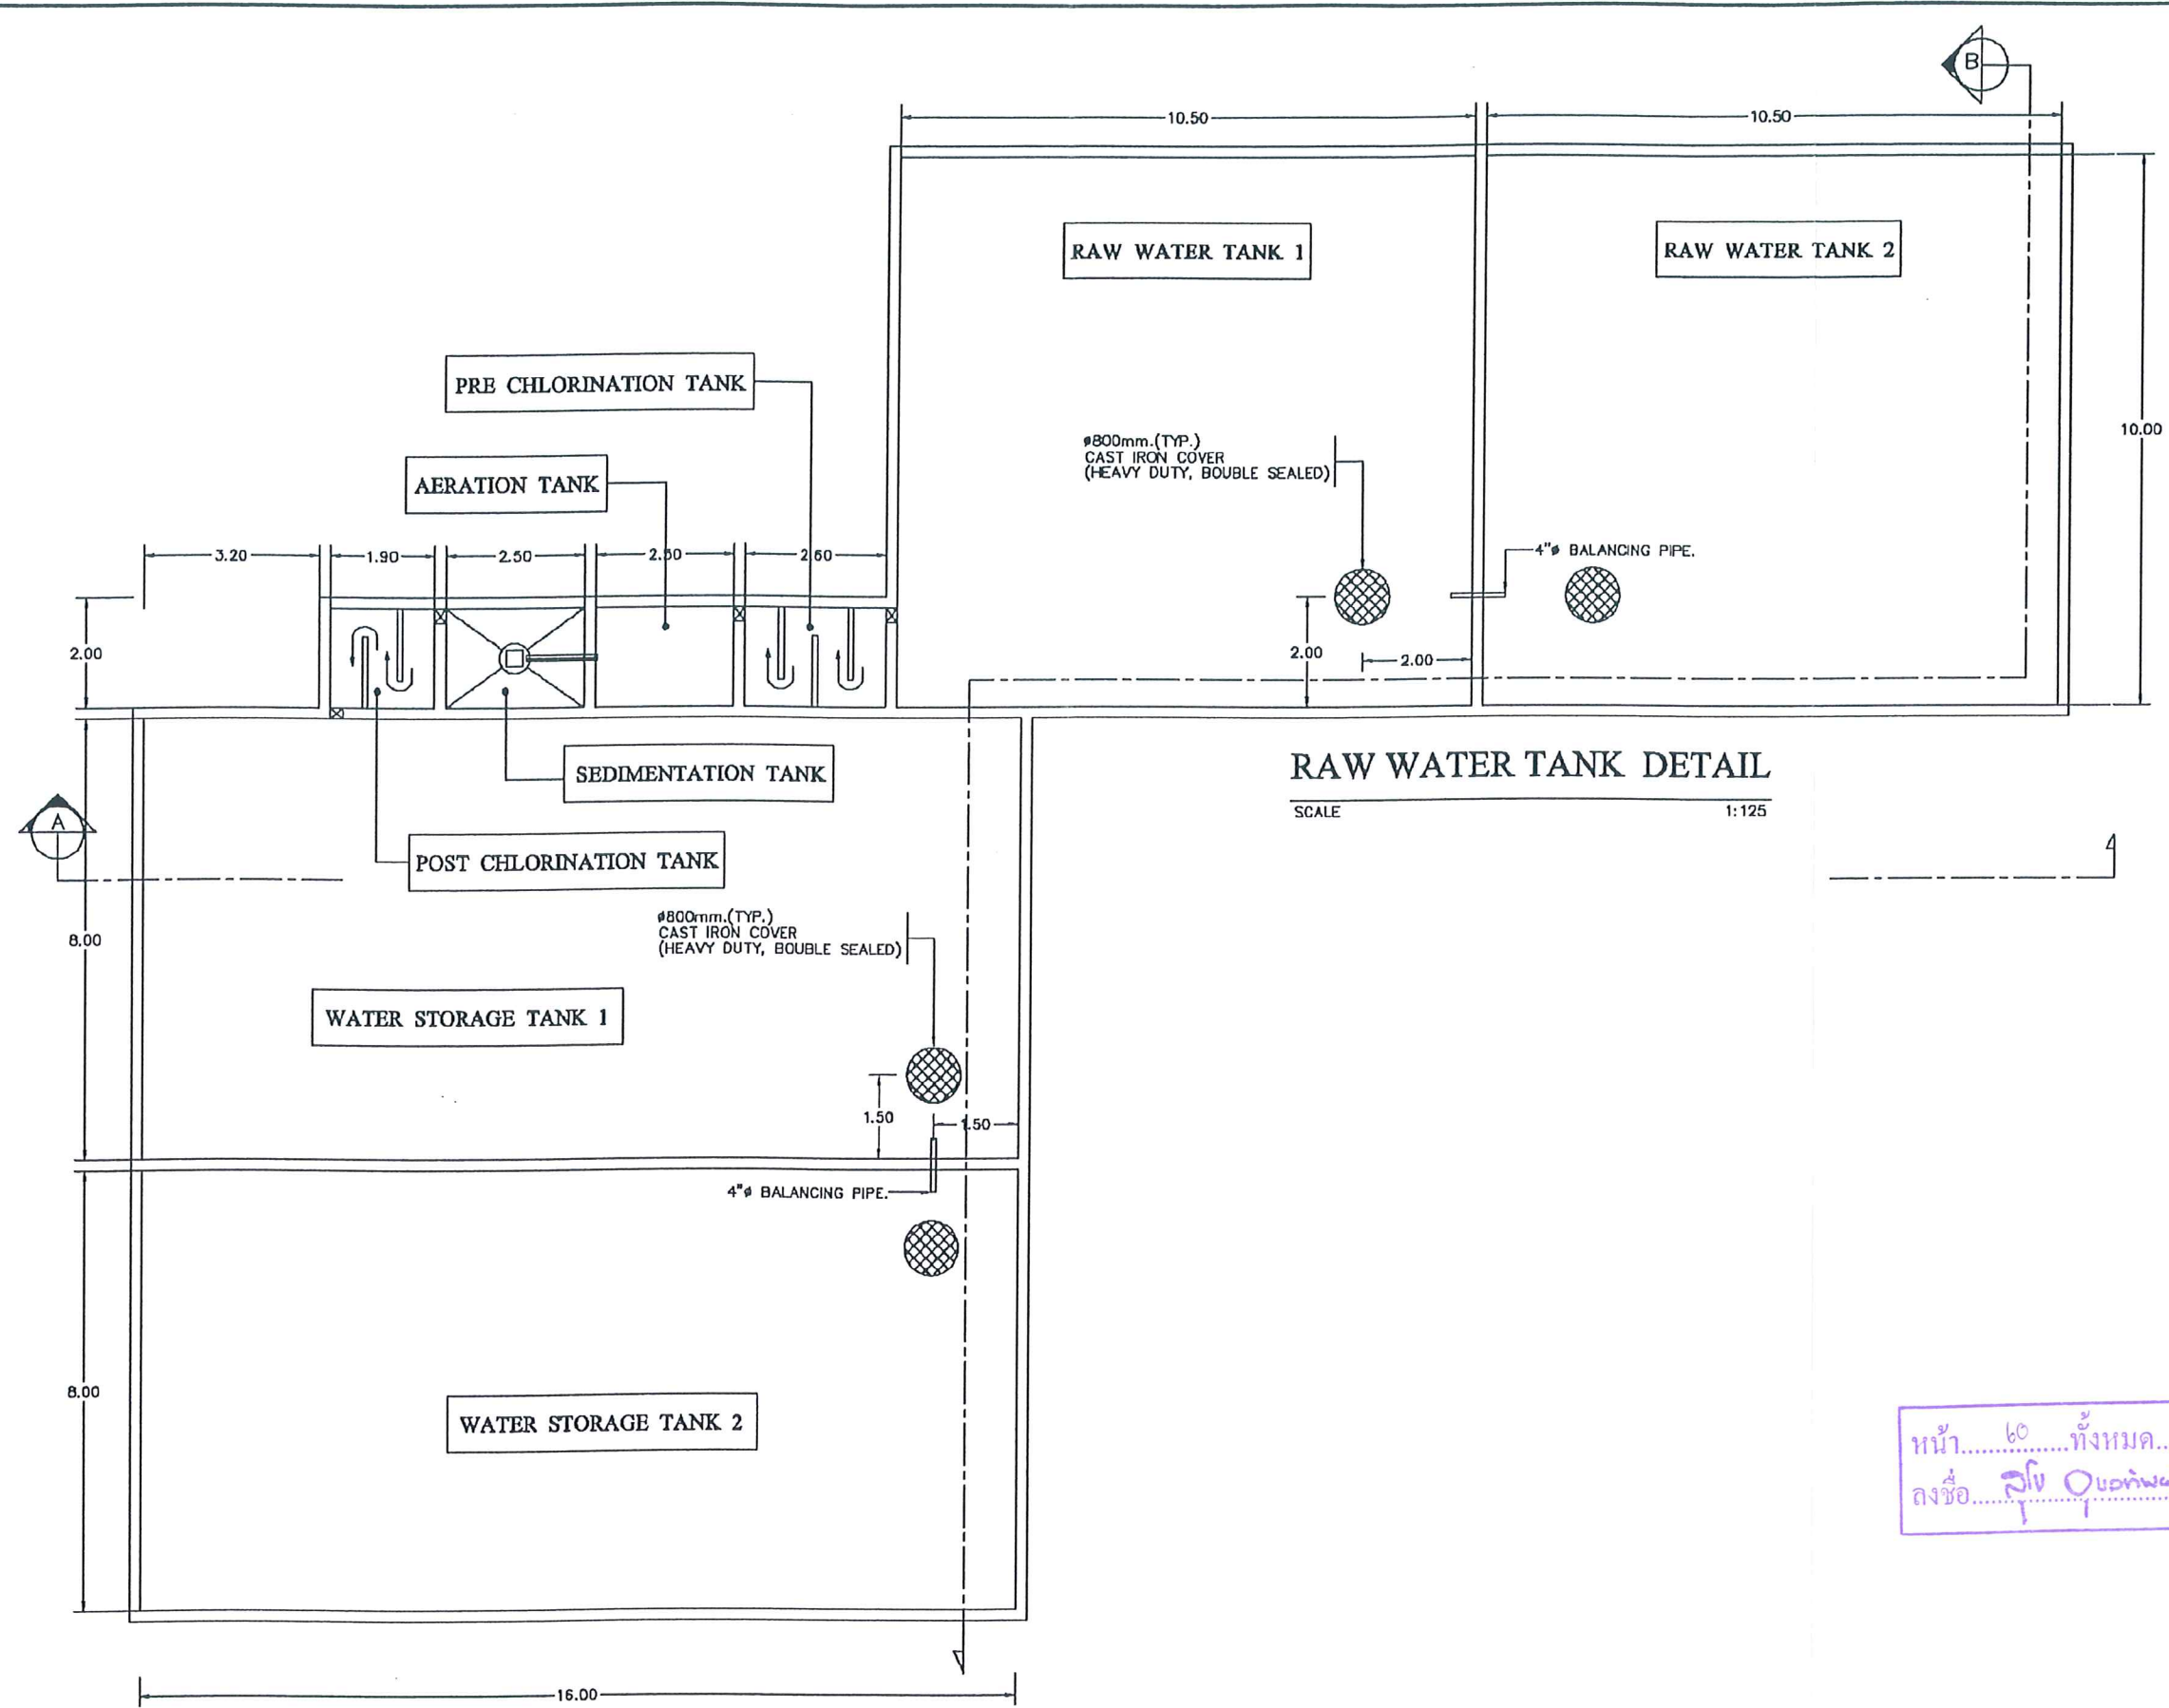 B
10.50
10.50
RAW WATER TANK 1
RAW WATER TANK 2
PRE CHLORINATION TANK
10.00
ø800mm.(TYP.)
CAST IRON COVER
(HEAVY DUTY, BOUBLE SEALED)
AERATION TANK
3.20
1.90
2.50
2.50
2.60
4"ø BALANCING PIPE.
2.00
2.00
2.00
SEDIMENTATION TANK
RAW WATER TANK DETAIL
SCALE 1:125
A
POST CHLORINATION TANK
ø800mm.(TYP.)
CAST IRON COVER
(HEAVY DUTY, BOUBLE SEALED)
8.00
WATER STORAGE TANK 1
1.50
1.50
4"ø BALANCING PIPE.
8.00
WATER STORAGE TANK 2
หน้า.........60.........ทั้งหมด..
ลงชื่อ
16.00